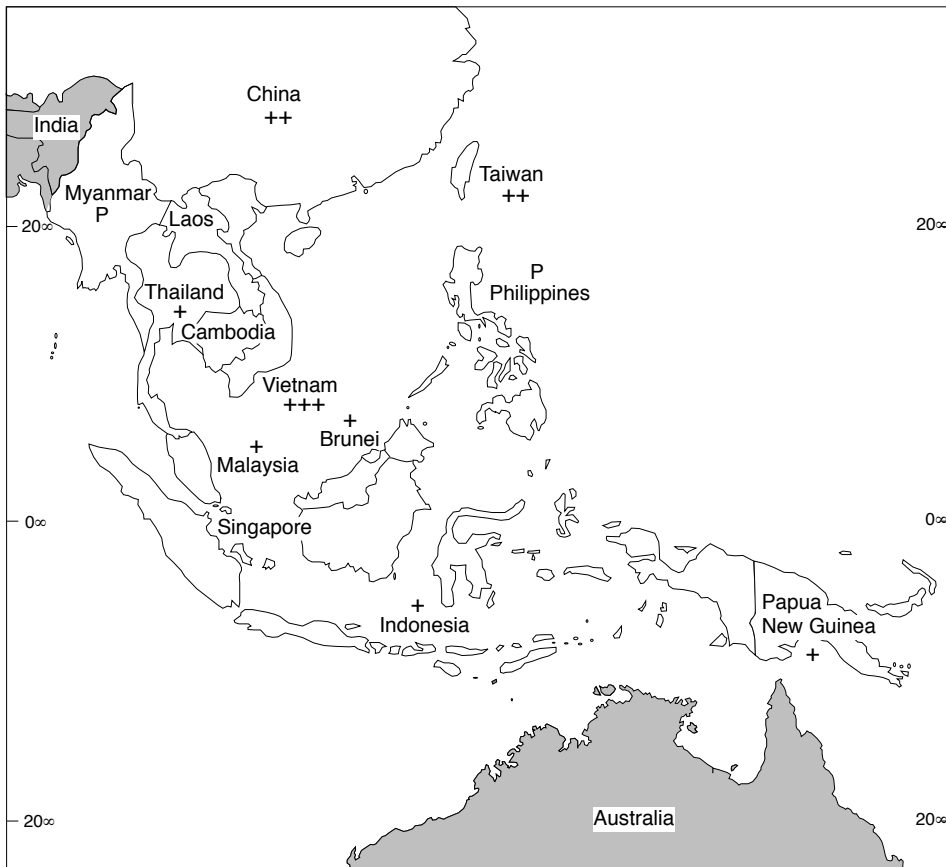 China
++
India
Taiwan
++
Myanmar
P
Laos
20∞
20∞
P
Philippines
Thailand
+
Cambodia
Vietnam
+++
+
Brunei
+
Malaysia
0∞
Singapore
0∞
+
Indonesia
Papua
New Guinea
+
20∞
Australia
20∞